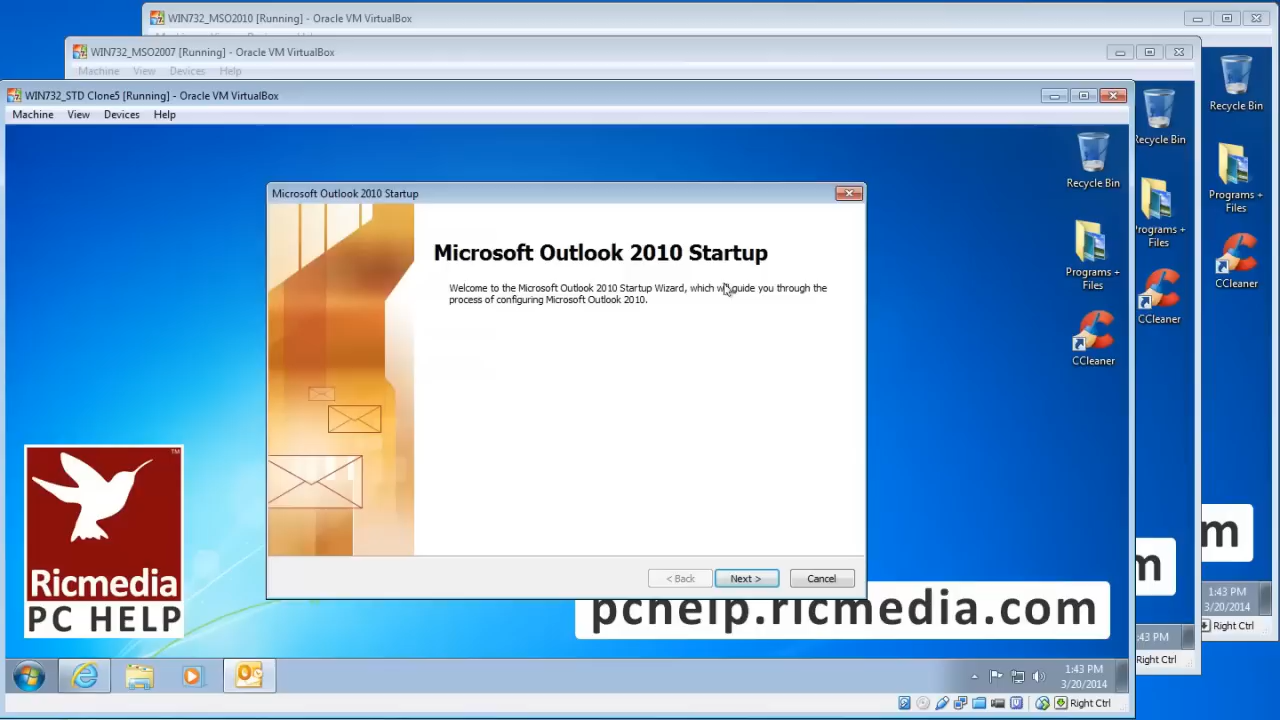 WIN732_MSO2010 [Running] - Oracle VM VirtualBox
WIN732_MSO2007 [Running] - Oracle VM VirtualBox
Machine View Devices Help
WIN732_STD Clone5 [Running] - Oracle VM VirtualBox
Machine View Devices Help
Recycle Bin
Programs + Files
CCleaner
Recycle Bin
Programs + Files
CCleaner
Recycle Bin
Programs + Files
CCleaner
Microsoft Outlook 2010 Startup
Microsoft Outlook 2010 Startup
Welcome to the Microsoft Outlook 2010 Startup Wizard, which will guide you through the
process of configuring Microsoft Outlook 2010.
< Back Next > Cancel
Ricmedia
PC HELP
TM
pchelp.ricmedia.com
m
m
1:43 PM
3/20/2014
Right Ctrl
:43 PM
Right Ctrl
1:43 PM
3/20/2014
Right Ctrl